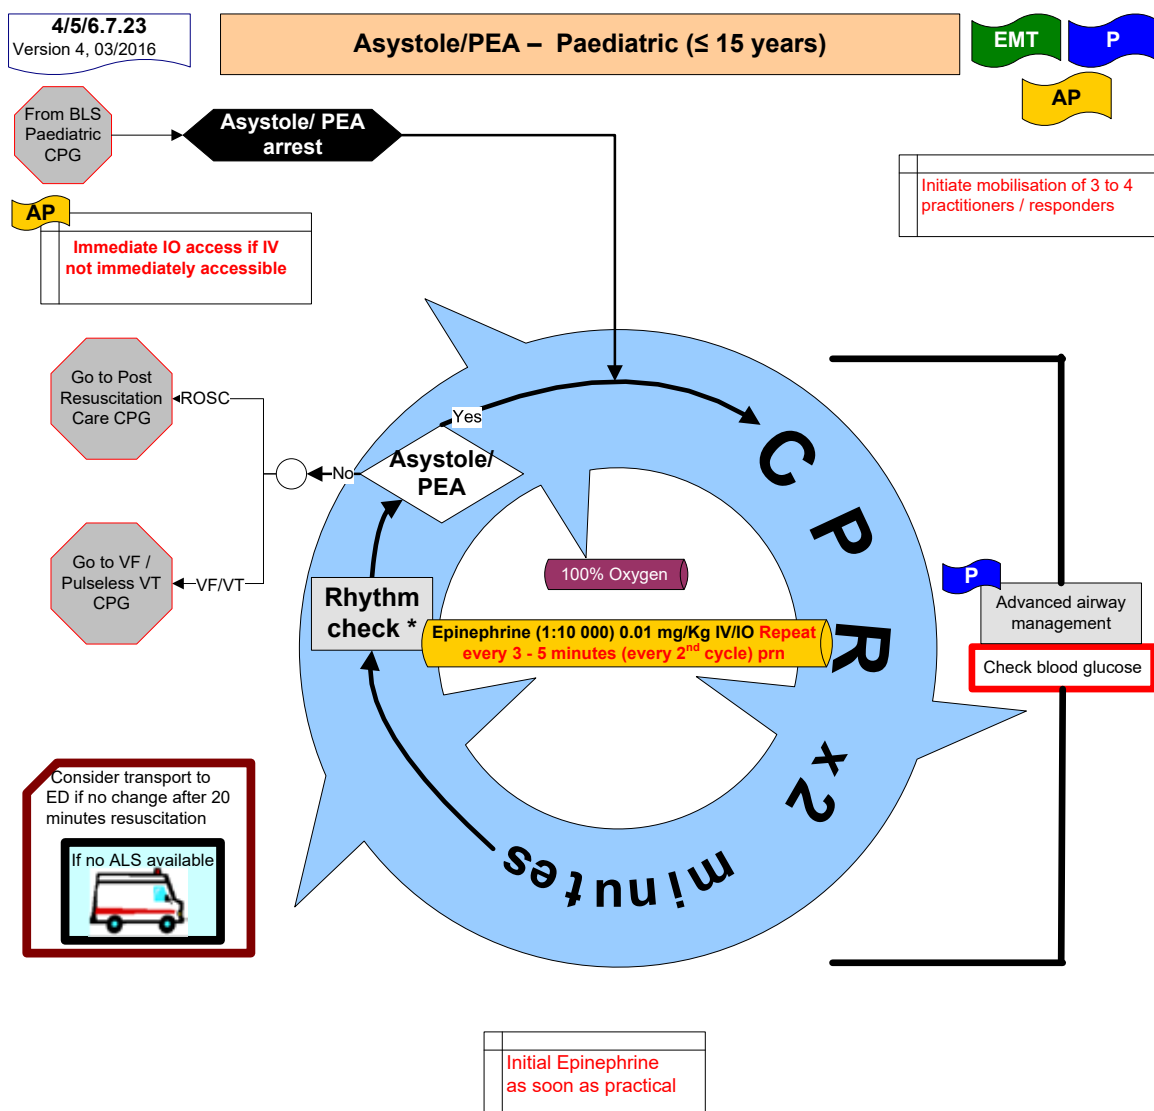 4/5/6.7.23
Version 4, 03/2016
Asystole/PEA –  Paediatric (≤ 15 years)
EMT
P
AP
From BLS
Paediatric
CPG
Asystole/ PEA
arrest
Initiate mobilisation of 3 to 4
practitioners / responders
AP
Immediate IO access if IV
not immediately accessible
Go to Post
Resuscitation
Care CPG
ROSC
Yes
Asystole/
PEA
No
Go to VF /
Pulseless VT
CPG
VF/VT
CPR x2 minutes
100% Oxygen
Rhythm
check *
Epinephrine (1:10 000) 0.01 mg/Kg IV/IO Repeat
every 3 - 5 minutes (every 2nd cycle) prn
P
Advanced airway
management
Check blood glucose
Consider transport to
ED if no change after 20
minutes resuscitation
If no ALS available
Initial Epinephrine
as soon as practical